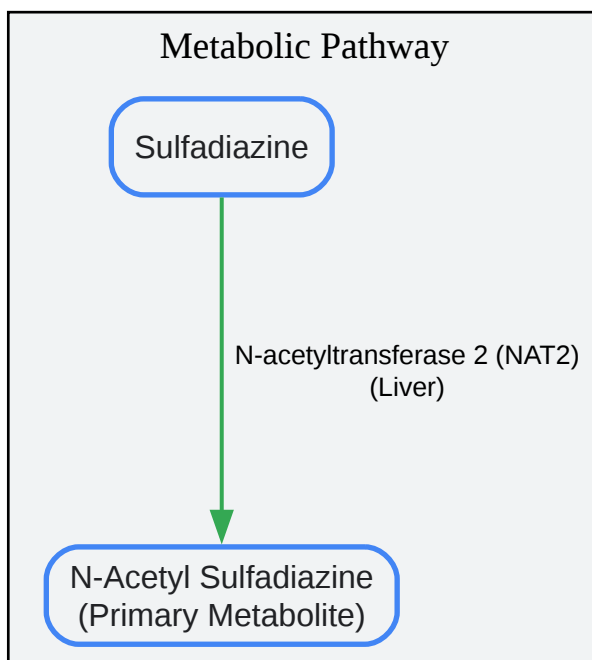 Metabolic Pathway
Sulfadiazine
N-acetyltransferase 2 (NAT2)
(Liver)
N-Acetyl Sulfadiazine
(Primary Metabolite)